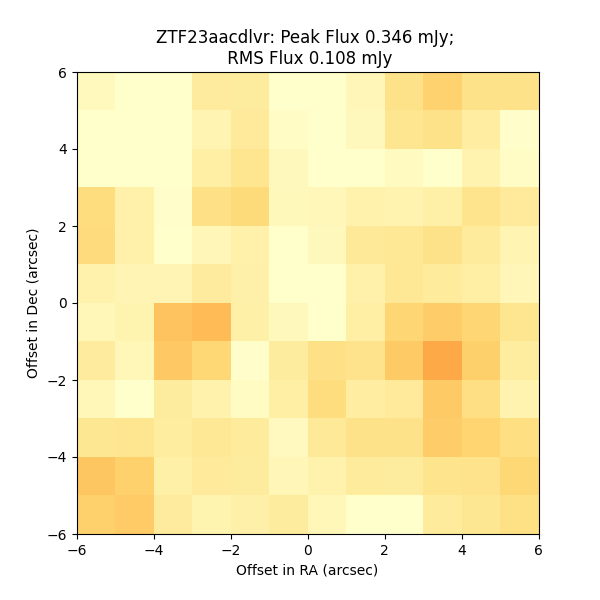 ZTF23aacdlvr: Peak Flux 0.346 mJy;
RMS Flux 0.108 mJy
6
4
2
0
−2
−4
−6
Offset in Dec (arcsec)
−6 −4 −2 0 2 4 6
Offset in RA (arcsec)